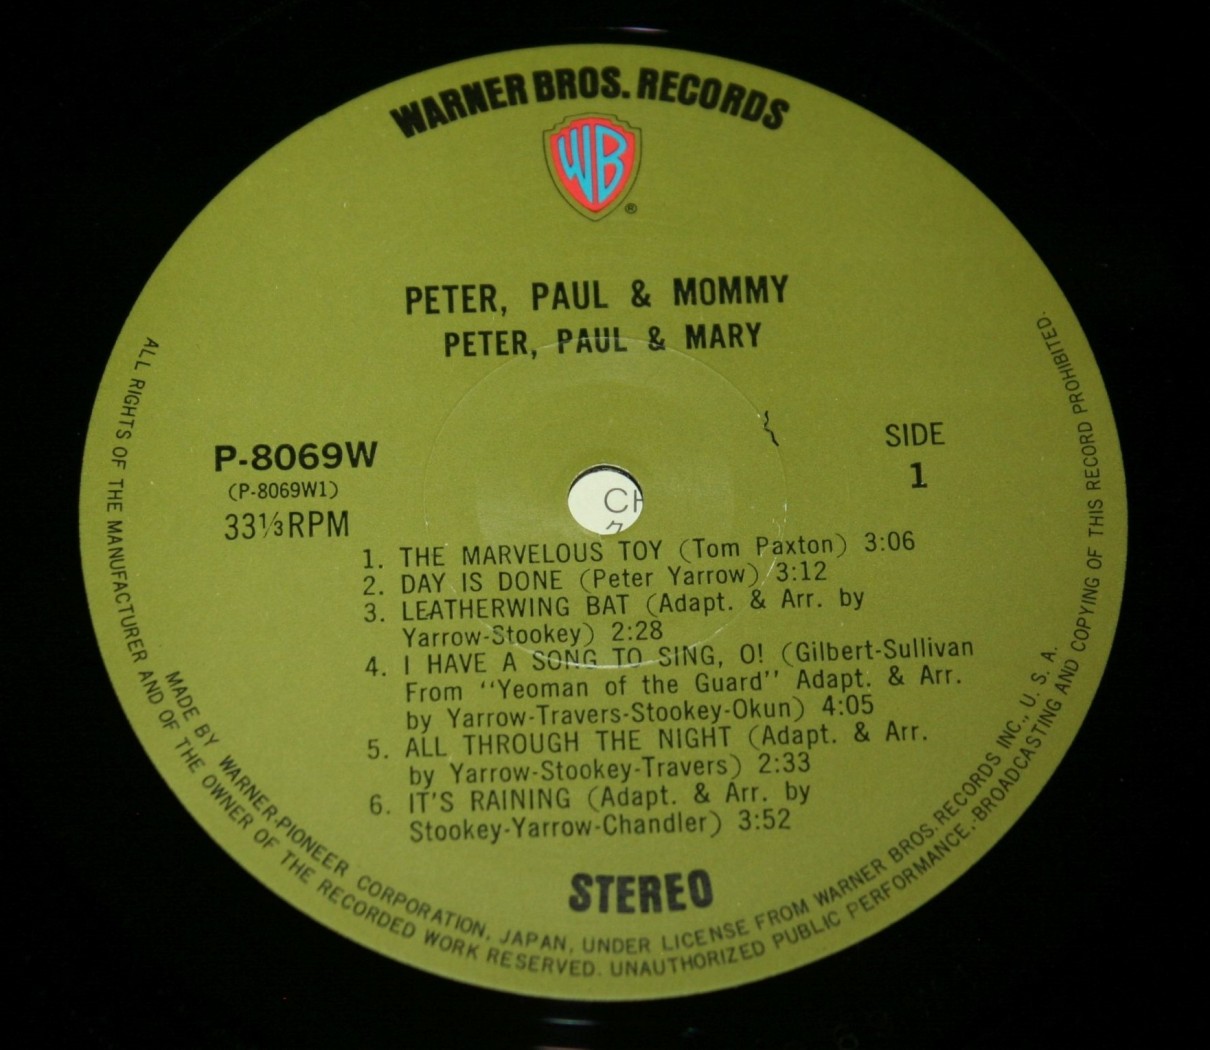 WARNER BROS. RECORDS
WB
®
PETER, PAUL & MOMMY
PETER, PAUL & MARY
P-8069W
(P-8069W1)
33⅓RPM
SIDE
1
CH
1. THE MARVELOUS TOY (Tom Paxton) 3:06
2. DAY IS DONE (Peter Yarrow) 3:12
3. LEATHERWING BAT (Adapt. & Arr. by
Yarrow-Stookey) 2:28
4. I HAVE A SONG TO SING, O! (Gilbert-Sullivan
From "Yeoman of the Guard" Adapt. & Arr.
by Yarrow-Travers-Stookey-Okun) 4:05
5. ALL THROUGH THE NIGHT (Adapt. & Arr.
by Yarrow-Stookey-Travers) 2:33
6. IT'S RAINING (Adapt. & Arr. by
Stookey-Yarrow-Chandler) 3:52
STEREO
MADE BY WARNER-PIONEER CORPORATION, JAPAN, UNDER LICENSE FROM WARNER BROS. RECORDS INC., U. S. A.
ALL RIGHTS OF THE MANUFACTURER AND OF THE OWNER OF THE RECORDED WORK RESERVED. UNAUTHORIZED PUBLIC PERFORMANCE, BROADCASTING AND COPYING OF THIS RECORD PROHIBITED.